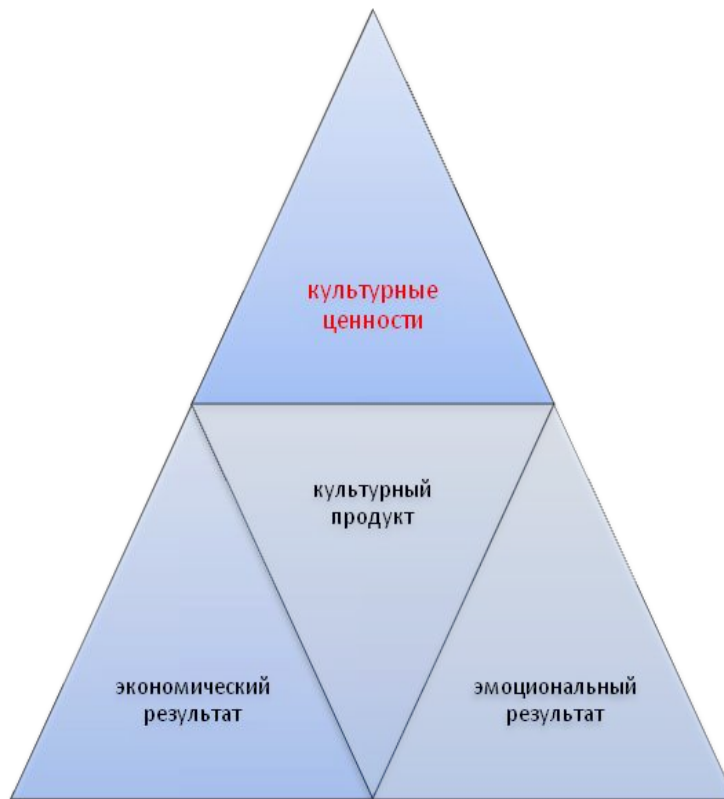 культурные
ценности
культурный
продукт
экономический
результат
эмоциональный
результат